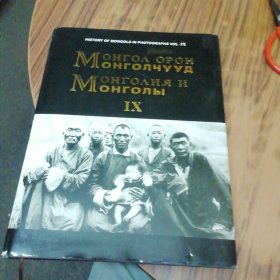 HISTORY OF MONGOLS IN PHOTOGRAPHS VOL. IX
МОНГОЛ ОРОН
МОНГОЛЧУУД
МОНГОЛИЯ И
МОНГОЛЫ
IX